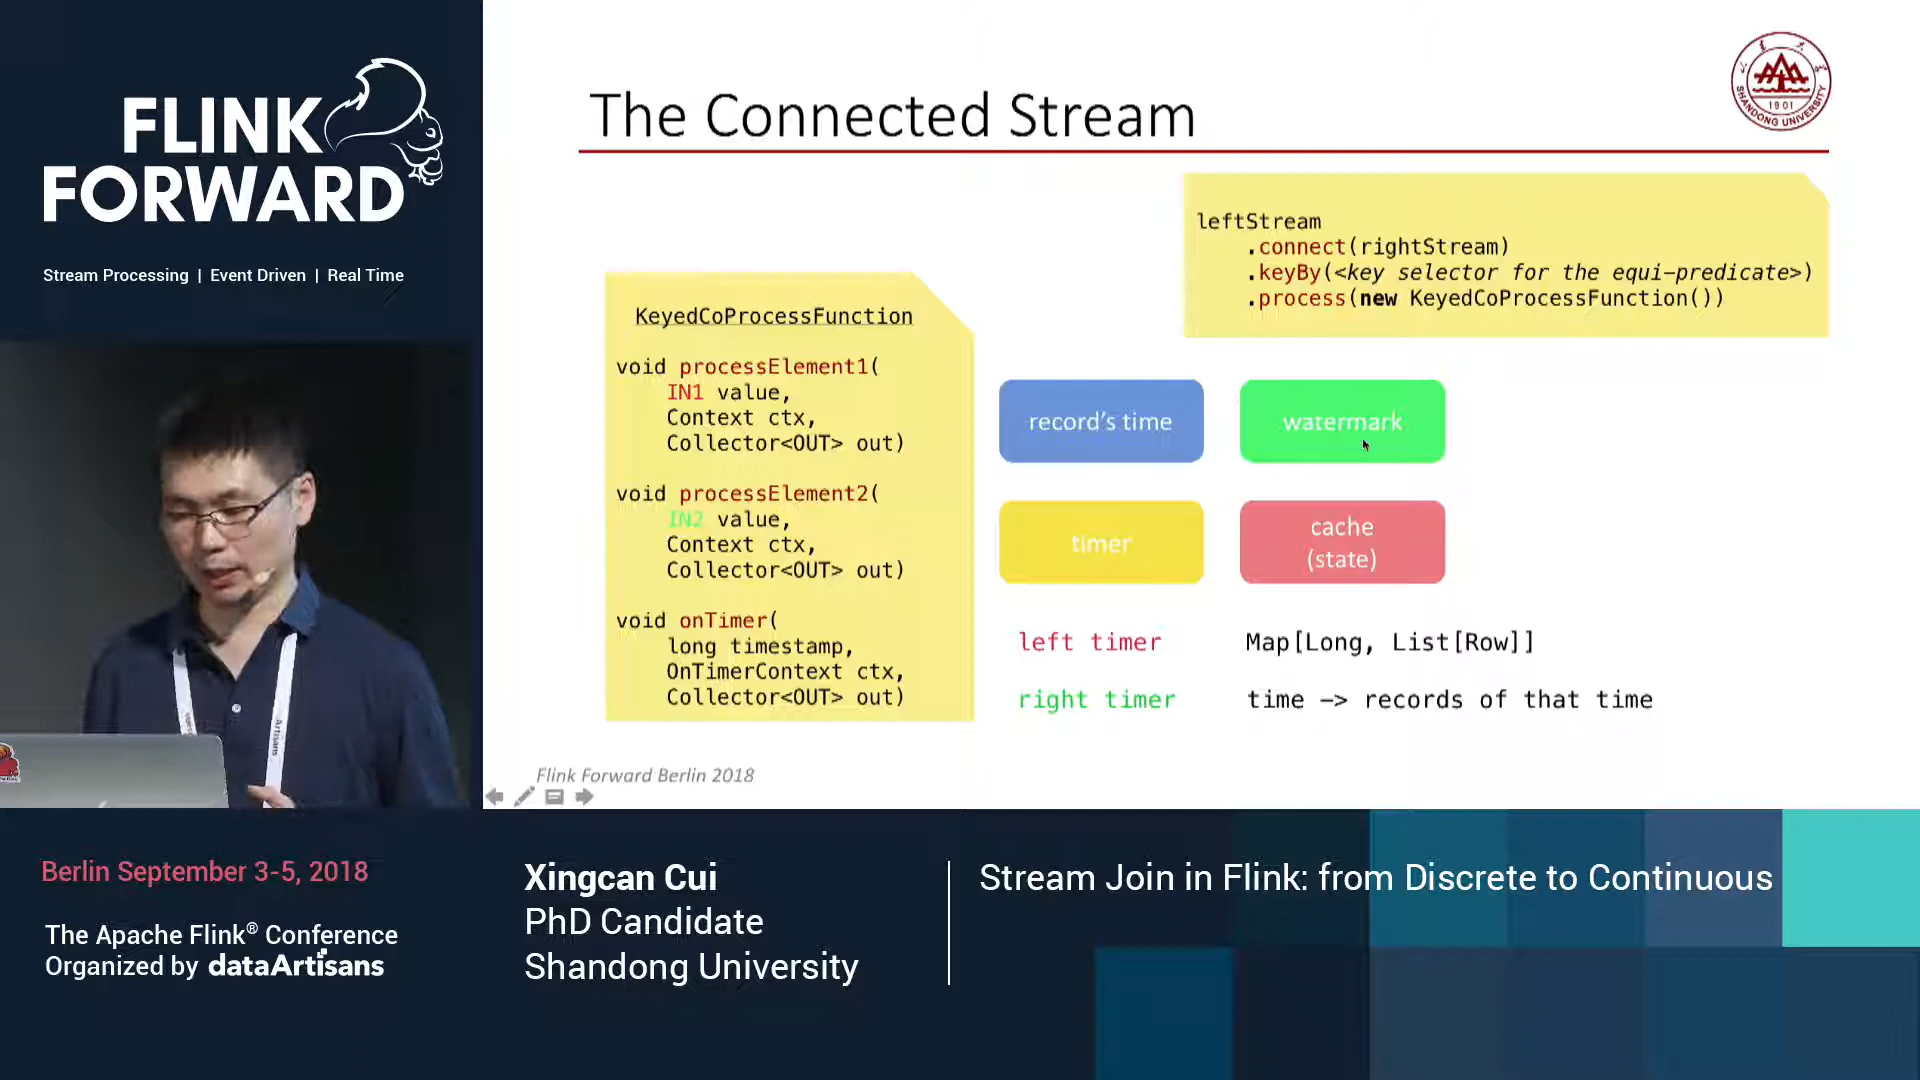 FLINK
FORWARD
Stream Processing | Event Driven | Real Time
The Connected Stream
SHANDONG UNIVERSITY
1901
leftStream
.connect(rightStream)
.keyBy(<key selector for the equi-predicate>)
.process(new KeyedCoProcessFunction())
KeyedCoProcessFunction
void processElement1(
IN1 value,
Context ctx,
Collector<OUT> out)
void processElement2(
IN2 value,
Context ctx,
Collector<OUT> out)
void onTimer(
long timestamp,
OnTimerContext ctx,
Collector<OUT> out)
record's time
watermark
timer
cache
(state)
left timer
Map[Long, List[Row]]
right timer
time -> records of that time
Flink Forward Berlin 2018
Berlin September 3-5, 2018
The Apache Flink® Conference
Organized by dataArtisans
Xingcan Cui
PhD Candidate
Shandong University
Stream Join in Flink: from Discrete to Continuous